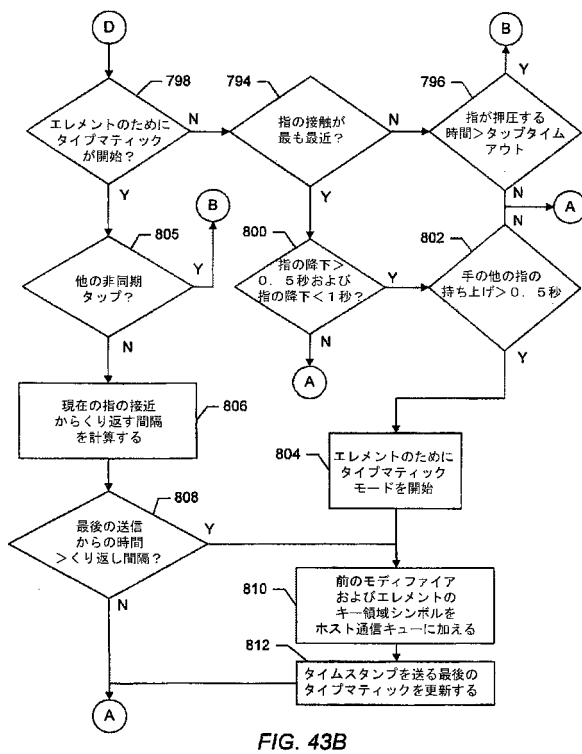 D
B
798
794
796
エレメントのために
タイプマティック
が開始?
N
指の接触が
最も最近?
N
Y
指が押圧する
時間>タップタイム
アウト
Y
Y
N
A
805
B
800
802
N
他の非同期
タップ?
Y
指の降下>
0.5秒および
指の降下<1秒?
Y
手の他の指の
持ち上げ>0.5秒
N
N
A
Y
現在の指の接近
からくり返す間隔
を計算する
806
804
エレメントのために
タイプマティック
モードを開始
808
最後の送信
からの時間
>くり返し間隔?
Y
N
810
前のモディファイア
およびエレメントの
キー領域シンボルを
ホスト通信キューに加える
812
タイムスタンプを送る最後の
タイプマティックを更新する
A
FIG. 43B